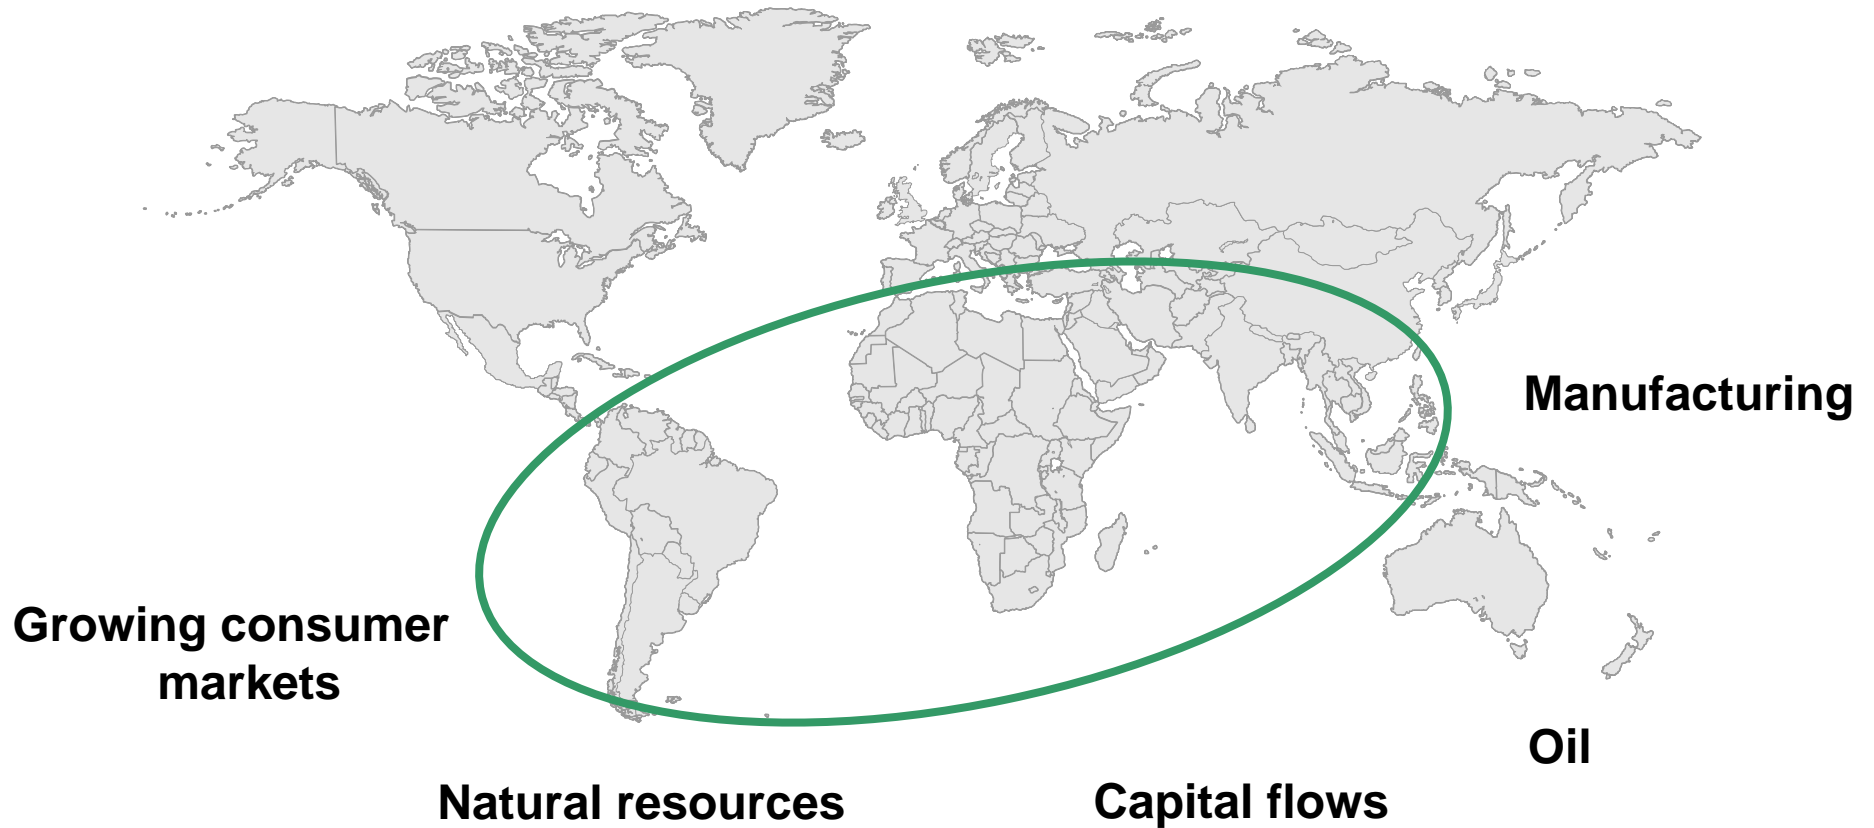 Manufacturing
Growing consumer
markets
Oil
Natural resources
Capital flows